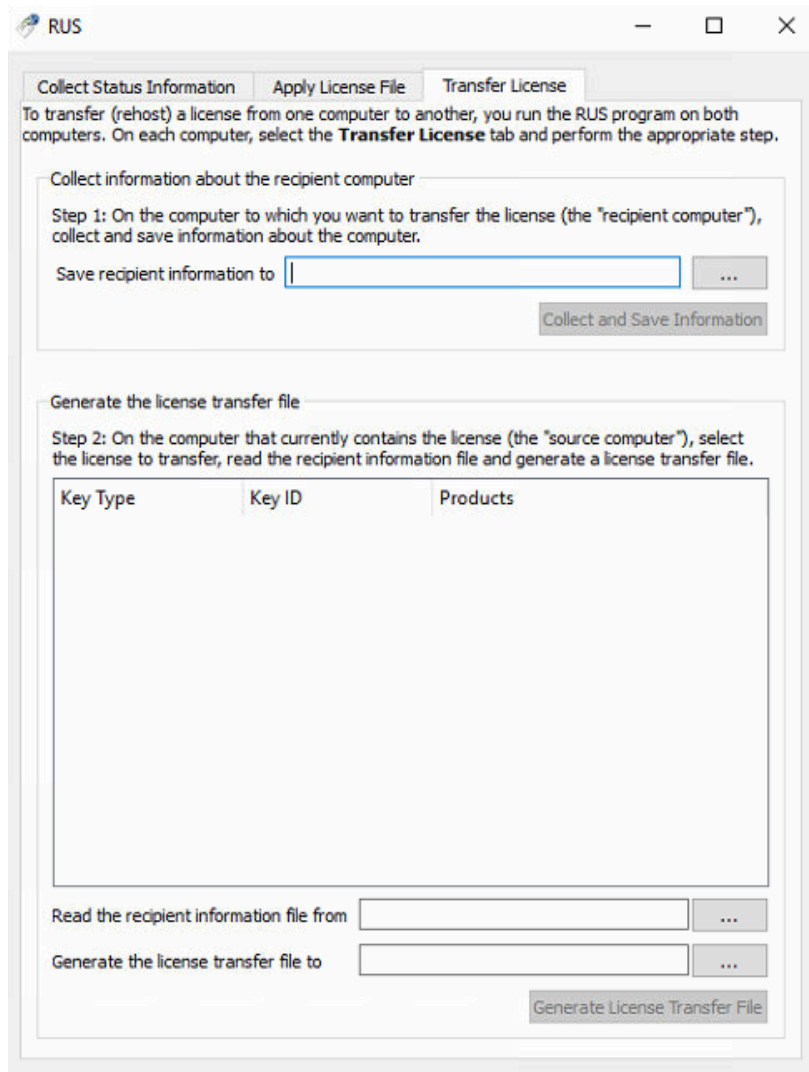 RUS
Collect Status Information
Apply License File
Transfer License
To transfer (rehost) a license from one computer to another, you run the RUS program on both
computers. On each computer, select the Transfer License tab and perform the appropriate step.
Collect information about the recipient computer
Step 1: On the computer to which you want to transfer the license (the "recipient computer"),
collect and save information about the computer.
Save recipient information to
...
Collect and Save Information
Generate the license transfer file
Step 2: On the computer that currently contains the license (the "source computer"), select
the license to transfer, read the recipient information file and generate a license transfer file.
Key Type
Key ID
Products
Read the recipient information file from
...
Generate the license transfer file to
...
Generate License Transfer File